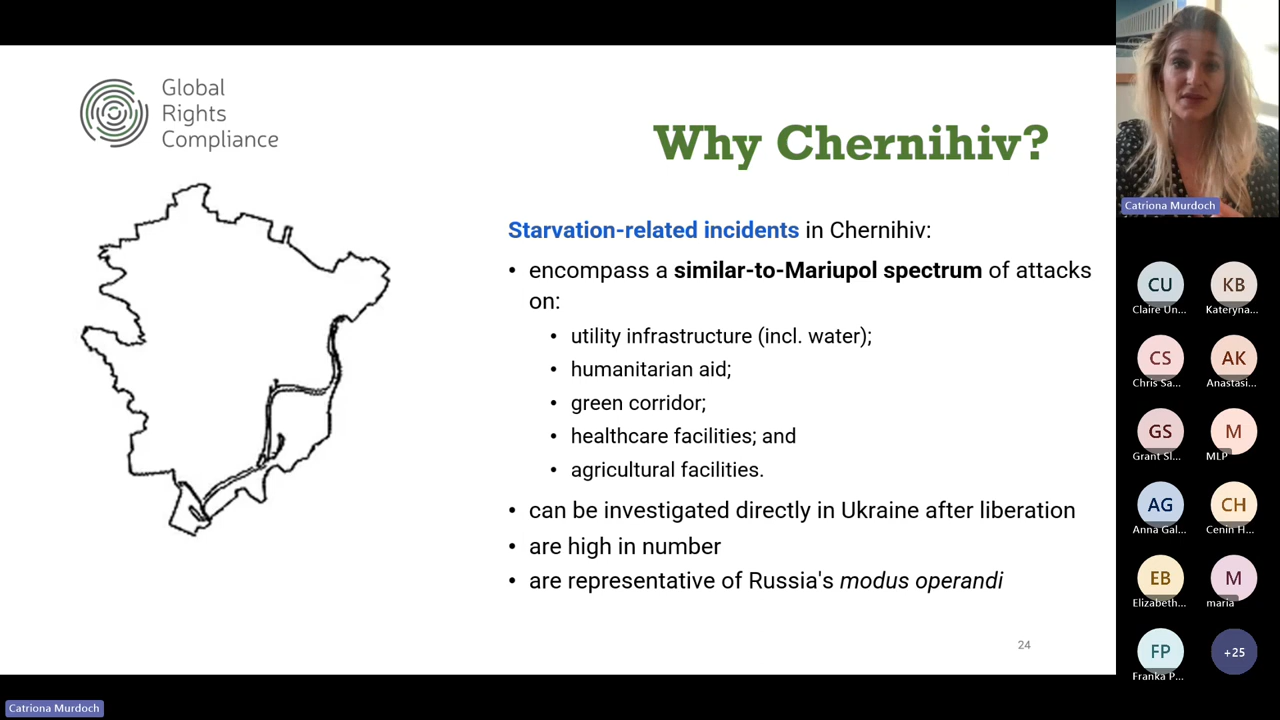 Global
Rights
Compliance
Why Chernihiv?
Starvation-related incidents in Chernihiv:
• encompass a similar-to-Mariupol spectrum of attacks
on:
• utility infrastructure (incl. water);
• humanitarian aid;
• green corridor;
• healthcare facilities; and
• agricultural facilities.
• can be investigated directly in Ukraine after liberation
• are high in number
• are representative of Russia's modus operandi
24
Catriona Murdoch
CU
Claire Un...
KB
Kateryna...
CS
Chris Sa...
AK
Anastasi...
GS
Grant Sl...
M
MLP
AG
Anna Gal...
CH
Cenin H...
EB
Elizabeth...
M
maria
FP
Franka P...
+25
Catriona Murdoch